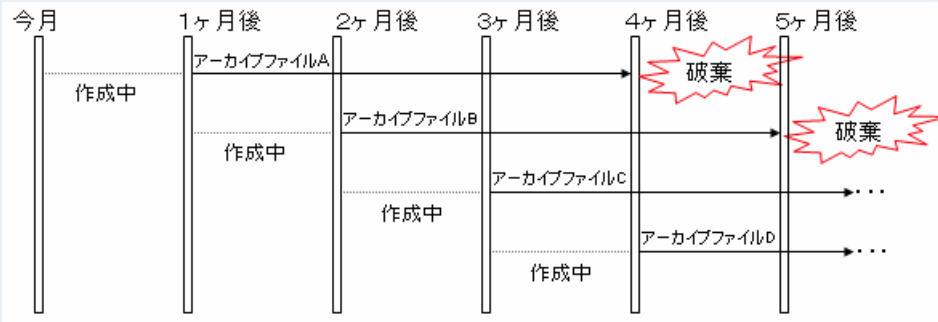 今月
1ヶ月後
2ヶ月後
3ヶ月後
4ヶ月後
5ヶ月後
アーカイブファイルA
破棄
作成中
アーカイブファイルB
破棄
作成中
アーカイブファイルC
・・・
作成中
アーカイブファイルD
・・・
作成中